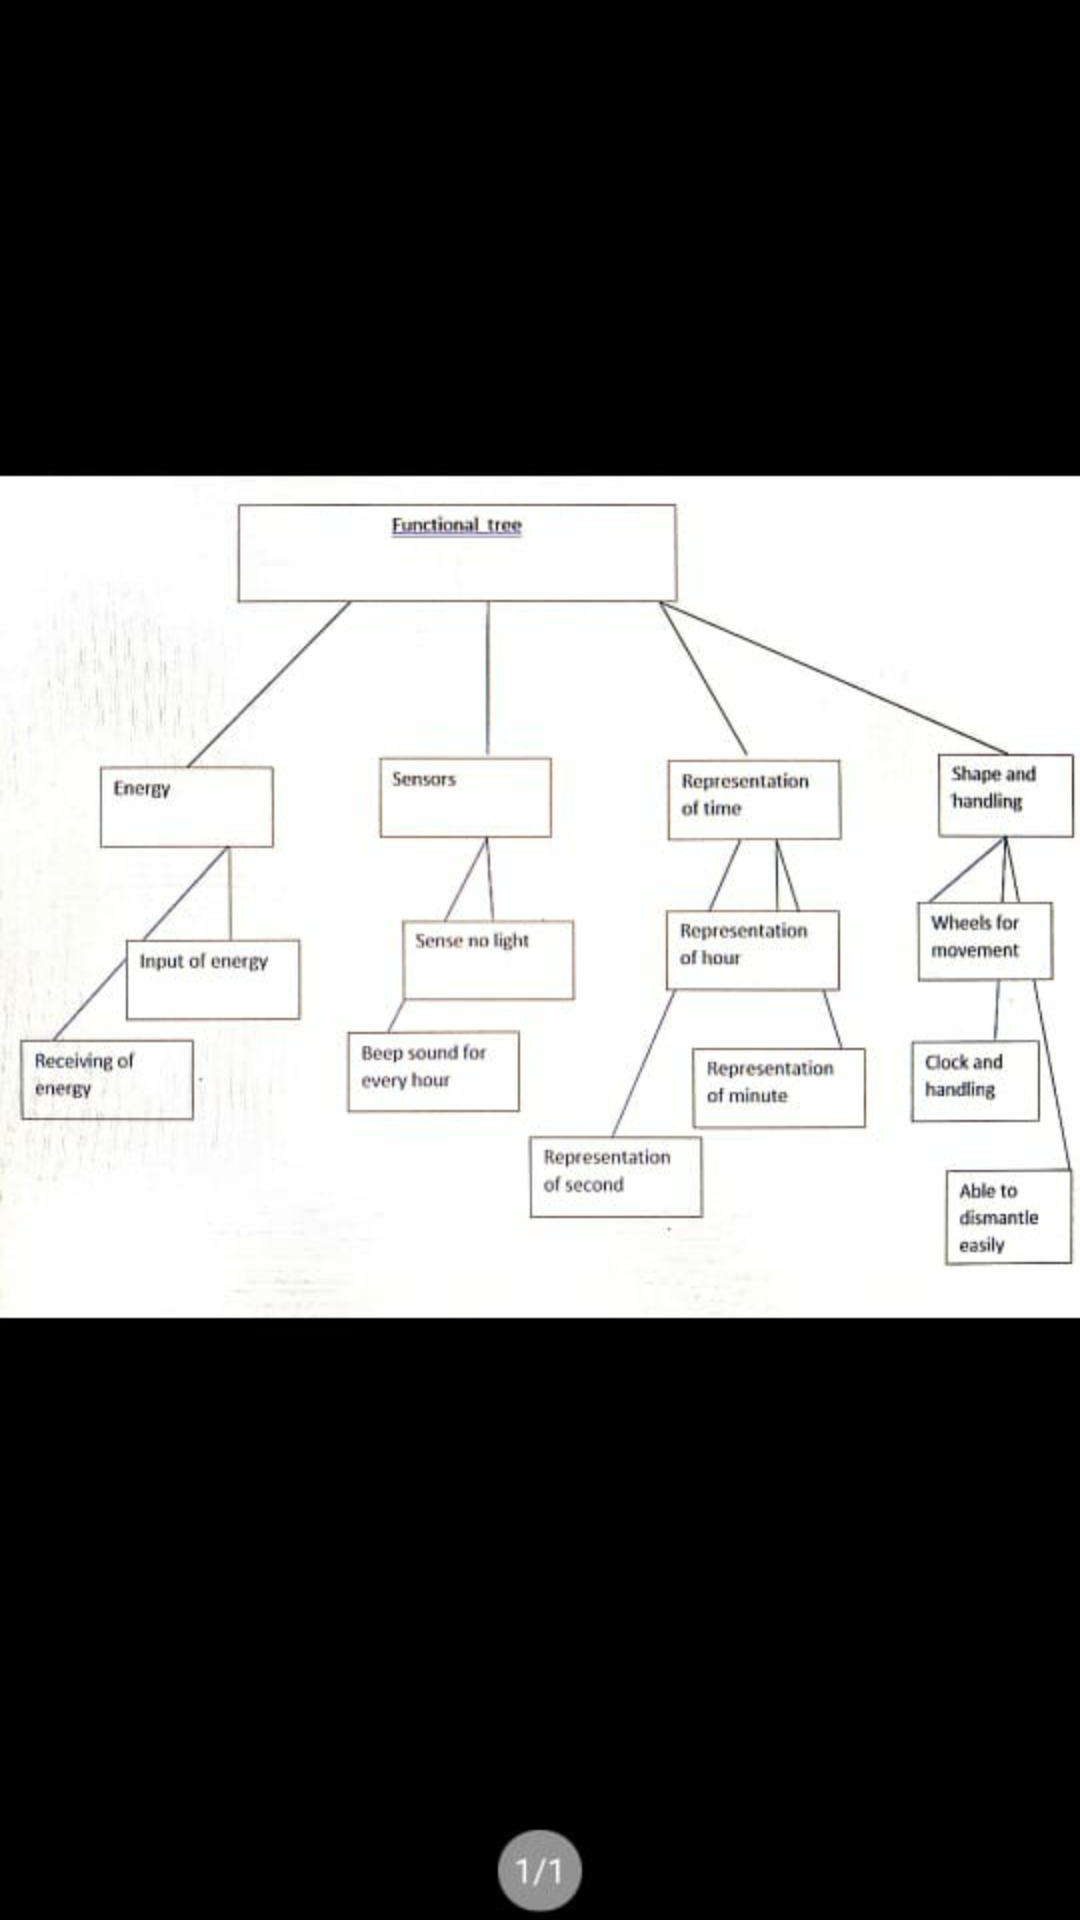 Functional tree
Energy
Sensors
Representation
of time
Shape and
handling
Input of energy
Sense no light
Representation
of hour
Wheels for
movement
Receiving of
energy
Beep sound for
every hour
Representation
of minute
Clock and
handling
Representation
of second
Able to
dismantle
easily
1/1